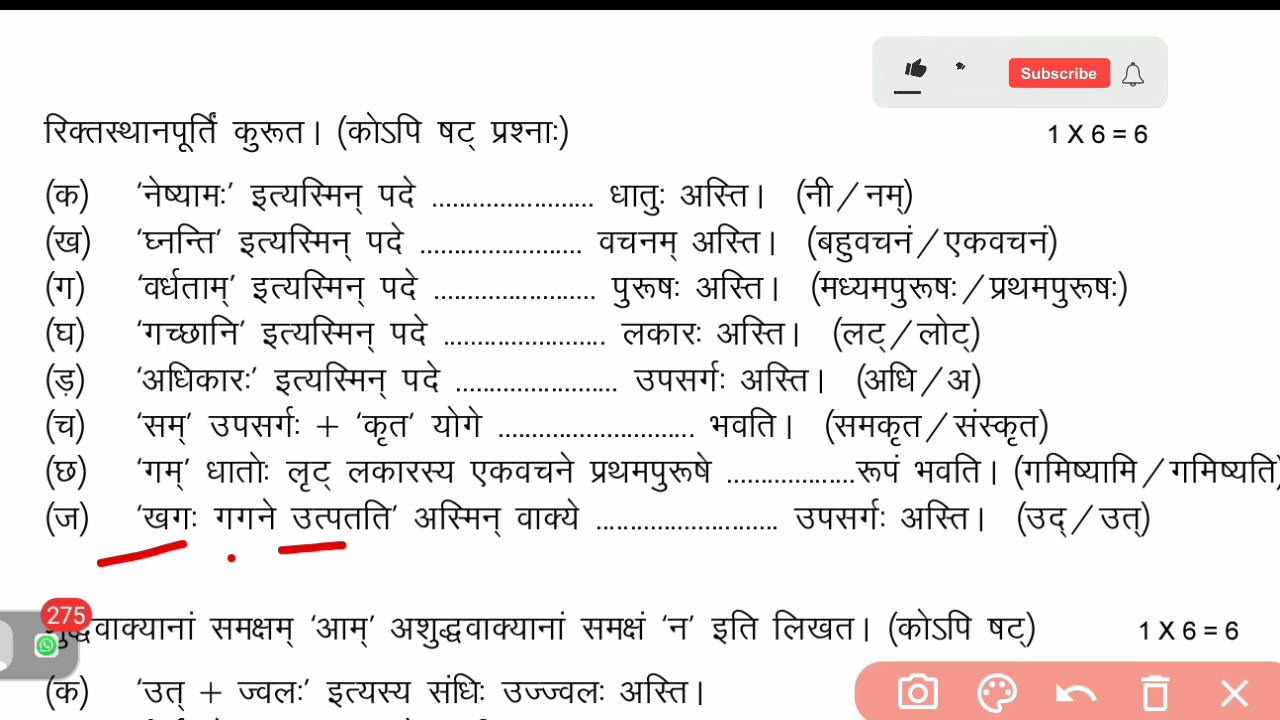 Subscribe
रिक्तस्थानपूर्तिं कुरूत। (कोऽपि षट् प्रश्नाः) 1 X 6 = 6
(क) ‘नेष्यामः’ इत्यस्मिन् पदे ........................ धातुः अस्ति। (नी/नम्)
(ख) ‘घ्नन्ति’ इत्यस्मिन् पदे ........................ वचनम् अस्ति। (बहुवचनं/एकवचनं)
(ग) ‘वर्धताम्’ इत्यस्मिन् पदे ........................ पुरूषः अस्ति। (मध्यमपुरूषः/प्रथमपुरूषः)
(घ) ‘गच्छानि’ इत्यस्मिन् पदे ........................ लकारः अस्ति। (लट्/लोट्)
(ड़) ‘अधिकारः’ इत्यस्मिन् पदे ........................ उपसर्गः अस्ति। (अधि/अ)
(च) ‘सम्’ उपसर्गः + ‘कृत’ योगे ............................. भवति। (समकृत/संस्कृत)
(छ) ‘गम्’ धातोः लृट् लकारस्य एकवचने प्रथमपुरूषे ...................रूपं भवति। (गमिष्यामि/गमिष्यति)
(ज) ‘खगः गगने उत्पतति’ अस्मिन् वाक्ये ........................... उपसर्गः अस्ति। (उद्/उत्)
275
शुद्धवाक्यानां समक्षम् ‘आम्’ अशुद्धवाक्यानां समक्षं ‘न’ इति लिखत। (कोऽपि षट्) 1 X 6 = 6
(क) ‘उत् + ज्वलः’ इत्यस्य संधिः उज्ज्वलः अस्ति।